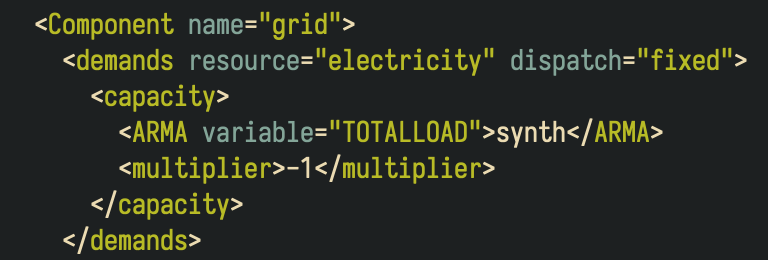 <Component name="grid">
<demands resource="electricity" dispatch="fixed">
<capacity>
<ARMA variable="TOTALLOAD">synth</ARMA>
<multiplier>-1</multiplier>
</capacity>
</demands>